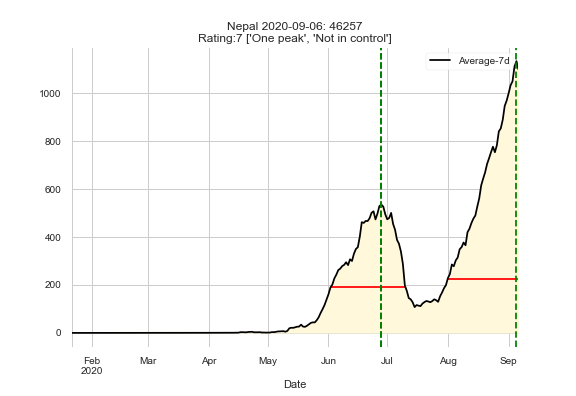 Nepal 2020-09-06: 46257
Rating:7 ['One peak', 'Not in control']
Average-7d
1000
800
600
400
200
0
Feb Mar Apr May Jun Jul Aug Sep
2020
Date